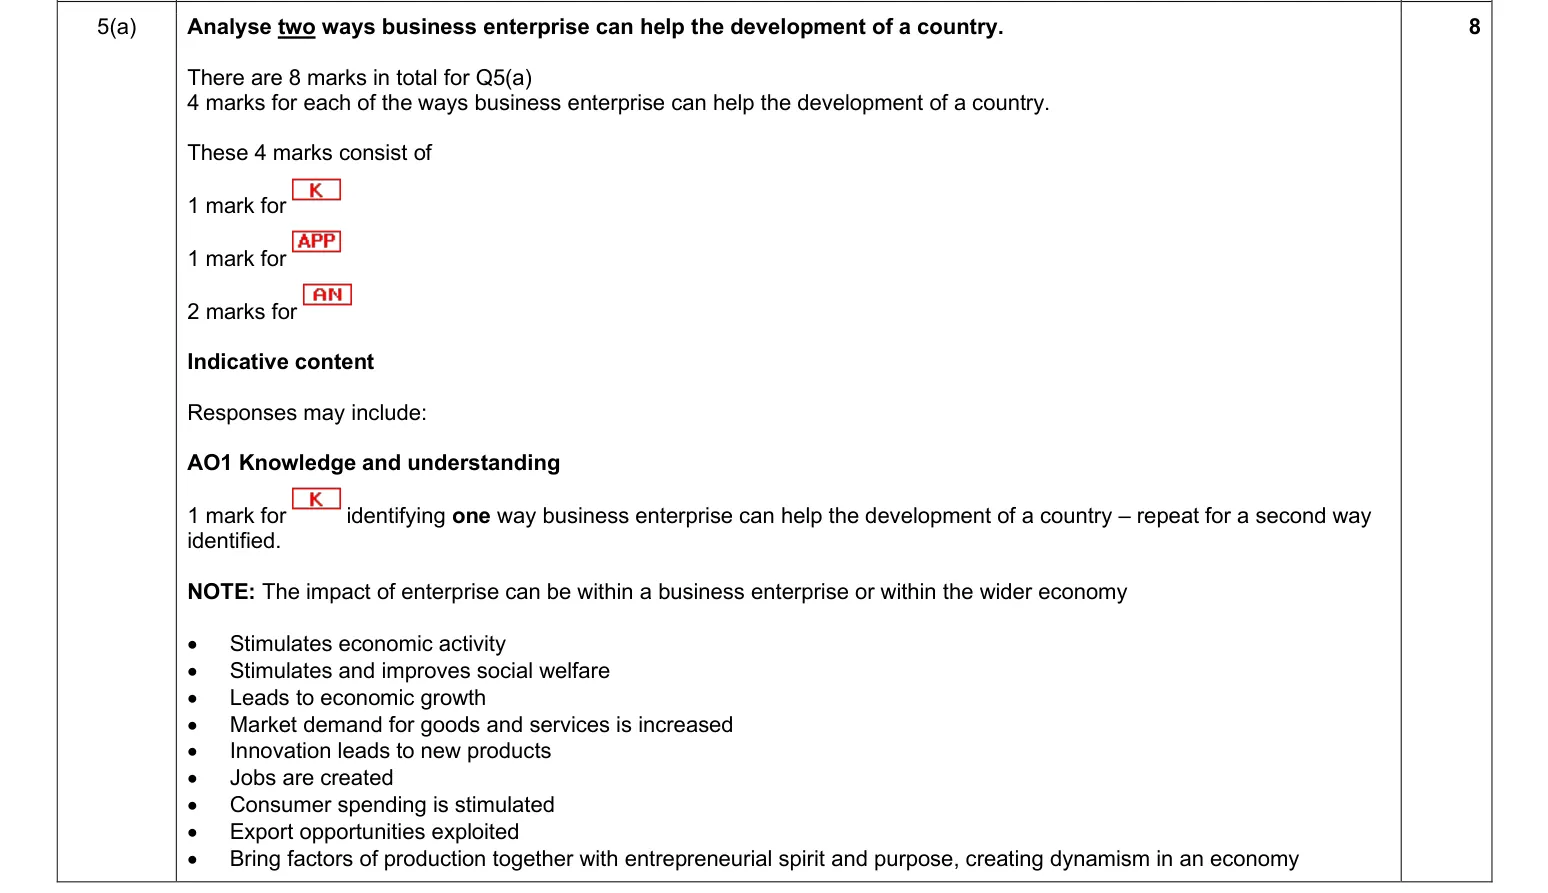 5(a) Analyse two ways business enterprise can help the development of a country. 8
There are 8 marks in total for Q5(a)
4 marks for each of the ways business enterprise can help the development of a country.
These 4 marks consist of
1 mark for K
1 mark for APP
2 marks for AN
Indicative content
Responses may include:
AO1 Knowledge and understanding
1 mark for K identifying one way business enterprise can help the development of a country – repeat for a second way
identified.
NOTE: The impact of enterprise can be within a business enterprise or within the wider economy
• Stimulates economic activity
• Stimulates and improves social welfare
• Leads to economic growth
• Market demand for goods and services is increased
• Innovation leads to new products
• Jobs are created
• Consumer spending is stimulated
• Export opportunities exploited
• Bring factors of production together with entrepreneurial spirit and purpose, creating dynamism in an economy